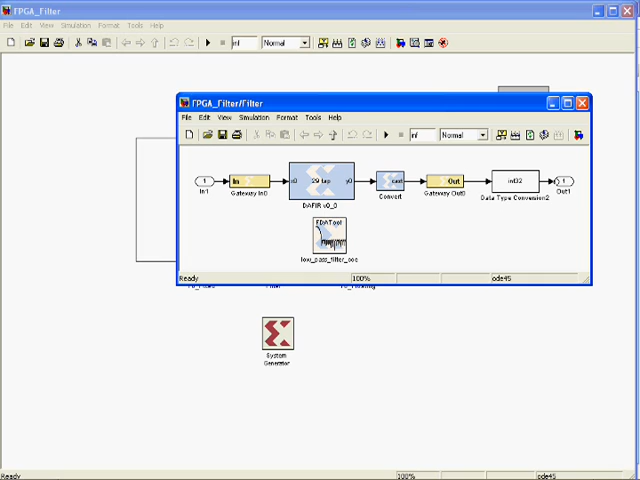 FPGA_Filter
File Edit View Simulation Format Tools Help
inf Normal
FPGA_Filter/Filter
File Edit View Simulation Format Tools Help
inf Normal
1 In x0 29 tap y0 cast Out int32 1
In1 Gateway In0 DAFIR v9_0 Convert Gateway Out0 Data Type Conversion2 Out1
FDATool
low_pass_filter_coe
Ready 100% ode45
System
Generator
Ready 100% ode45